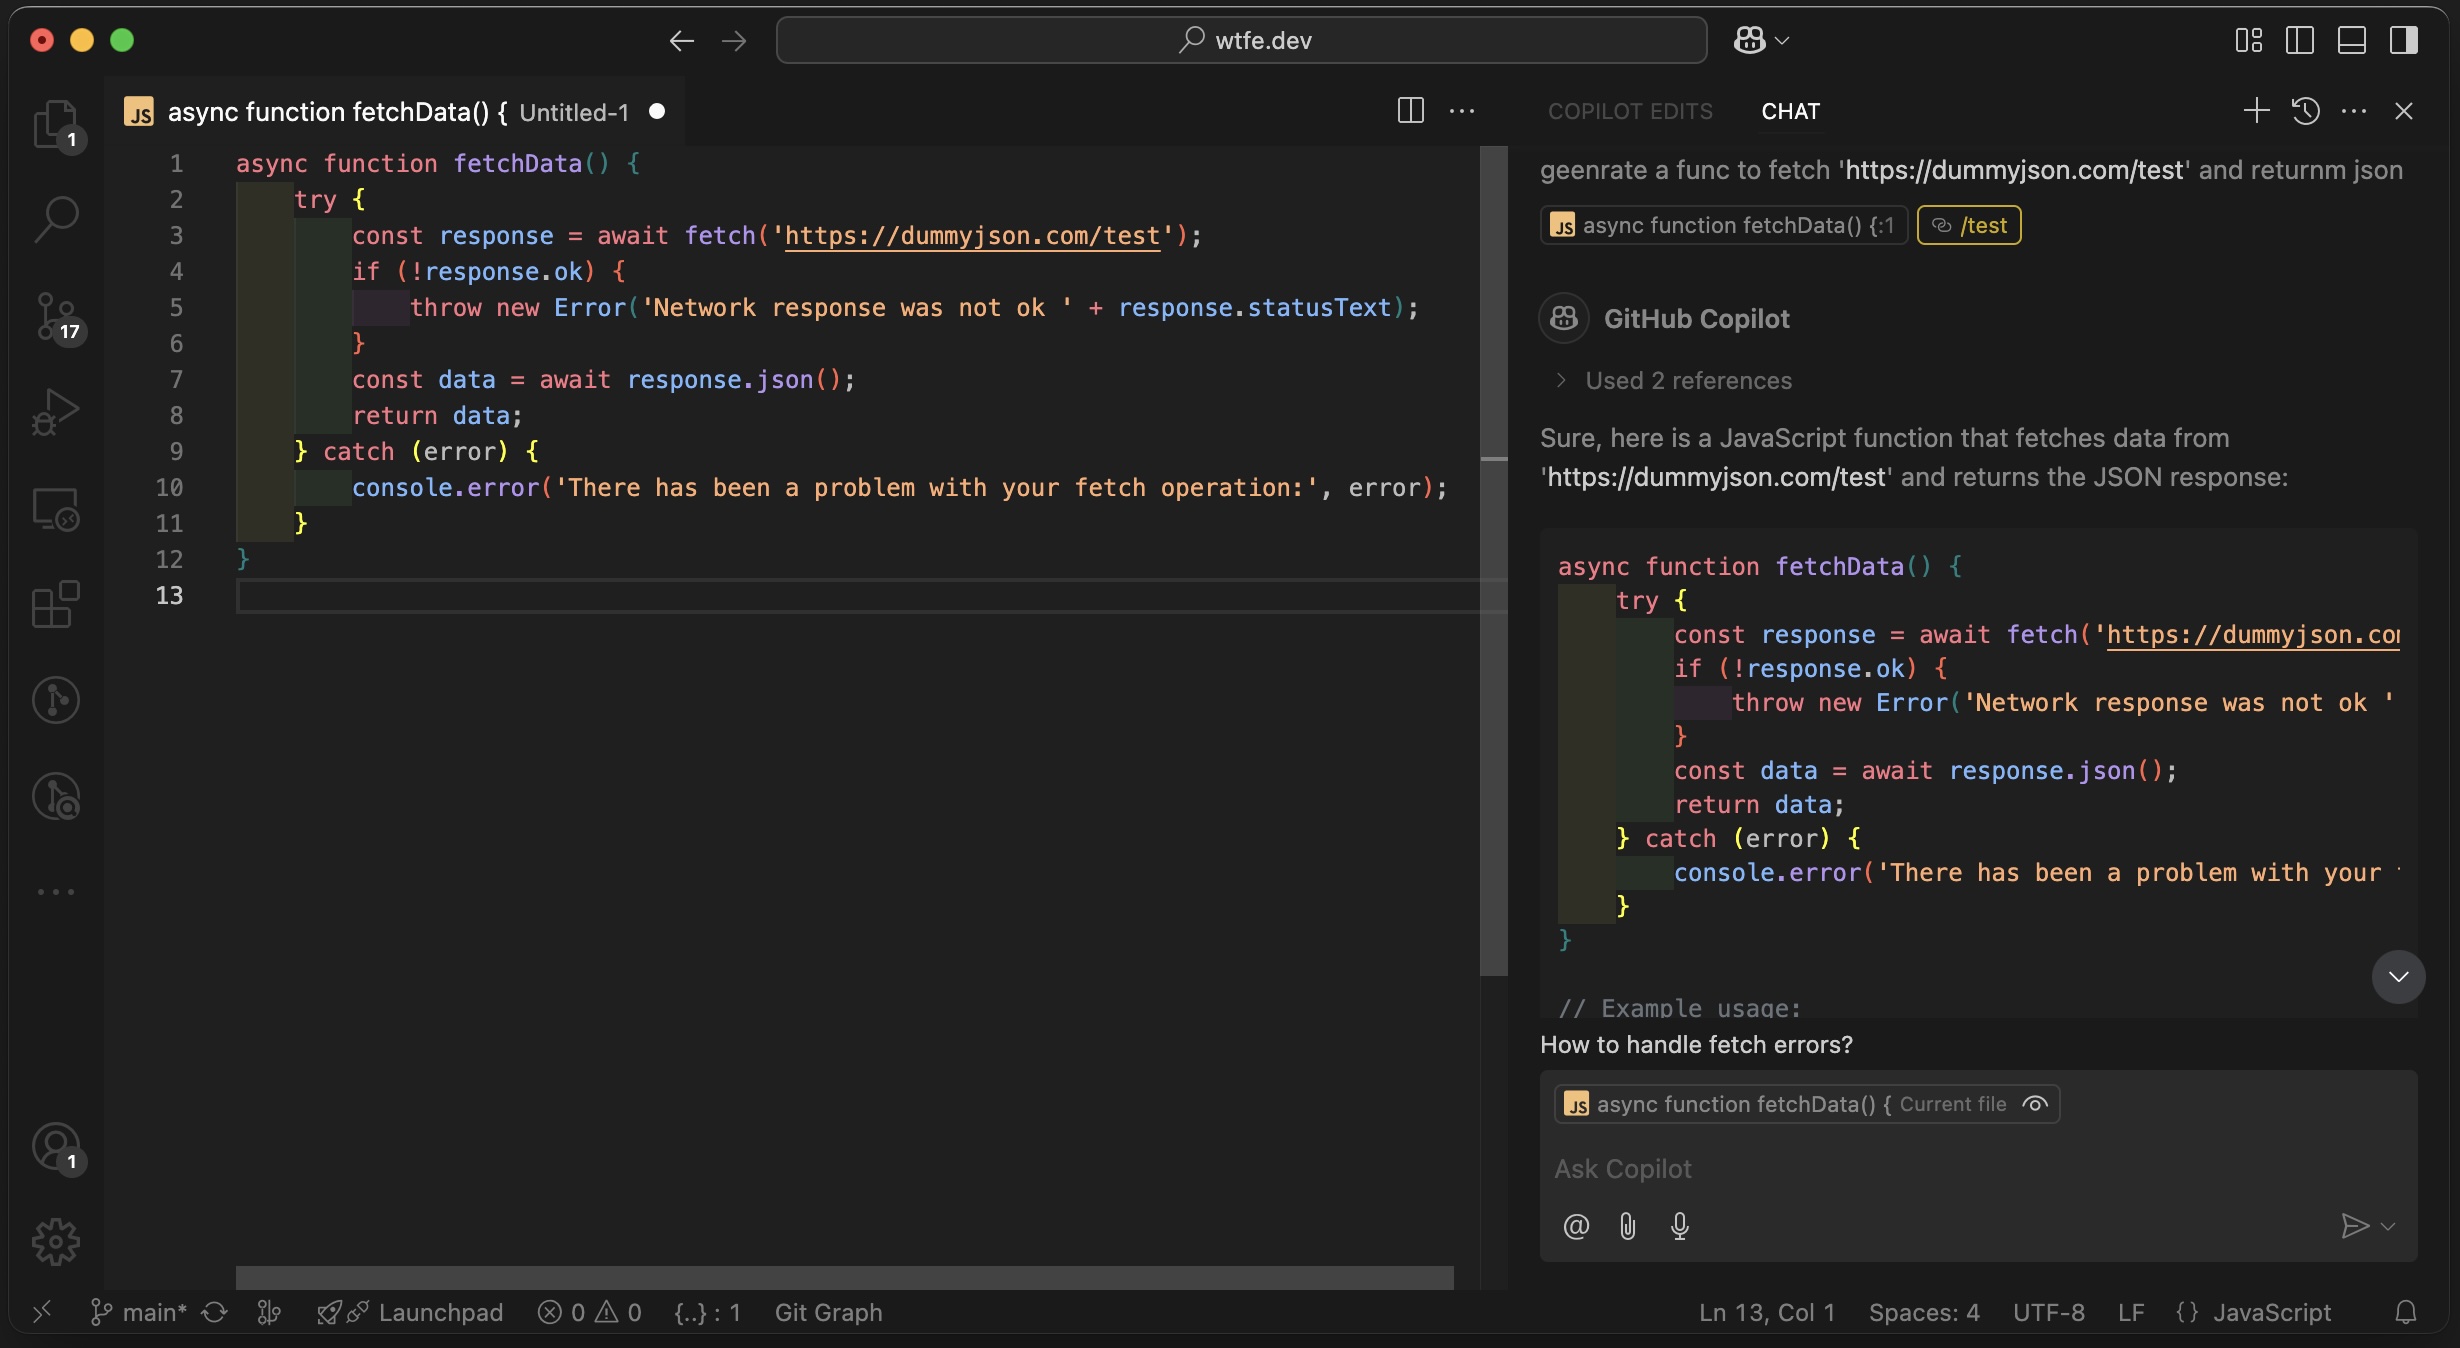 wtfe.dev
JS async function fetchData() { Untitled-1
1 async function fetchData() {
2 try {
3 const response = await fetch('https://dummyjson.com/test');
4 if (!response.ok) {
5 throw new Error('Network response was not ok ' + response.statusText);
6 }
7 const data = await response.json();
8 return data;
9 } catch (error) {
10 console.error('There has been a problem with your fetch operation:', error);
11 }
12 }
13
1
17
1
COPILOT EDITS CHAT
geenrate a func to fetch 'https://dummyjson.com/test' and returnm json
JS async function fetchData() {:1 /test
GitHub Copilot
Used 2 references
Sure, here is a JavaScript function that fetches data from
'https://dummyjson.com/test' and returns the JSON response:
async function fetchData() {
try {
const response = await fetch('https://dummyjson.com
if (!response.ok) {
throw new Error('Network response was not ok '
}
const data = await response.json();
return data;
} catch (error) {
console.error('There has been a problem with your
}
}
// Example usage:
How to handle fetch errors?
JS async function fetchData() { Current file
Ask Copilot
@
main* Launchpad 0 0 {..} : 1 Git Graph
Ln 13, Col 1 Spaces: 4 UTF-8 LF {} JavaScript